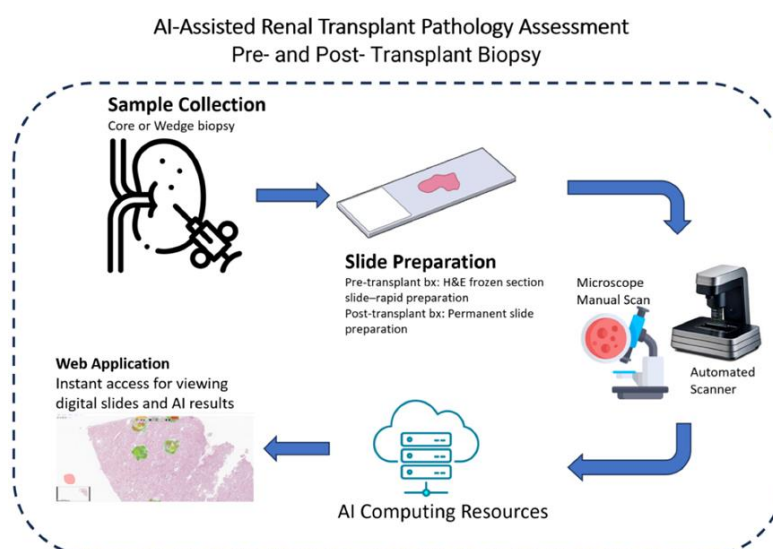 AI-Assisted Renal Transplant Pathology Assessment
Pre- and Post- Transplant Biopsy
Sample Collection
Core or Wedge biopsy
Slide Preparation
Pre-transplant bx: H&E frozen section
slide–rapid preparation
Post-transplant bx: Permanent slide
preparation
Microscope
Manual Scan
Automated
Scanner
AI Computing Resources
Web Application
Instant access for viewing
digital slides and AI results